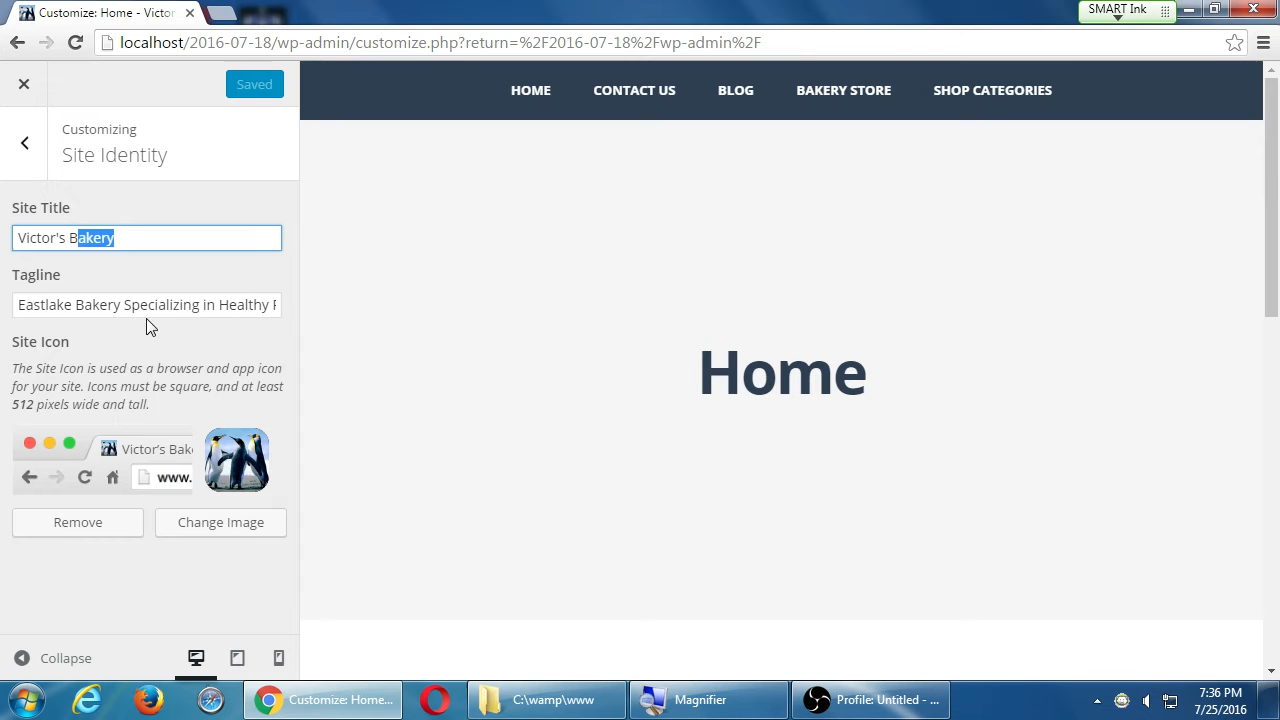 Customize: Home - Victor
SMART Ink
localhost/2016-07-18/wp-admin/customize.php?return=%2F2016-07-18%2Fwp-admin%2F
Saved
HOME CONTACT US BLOG BAKERY STORE SHOP CATEGORIES
Customizing
Site Identity
Site Title
Victor's Bakery
Tagline
Eastlake Bakery Specializing in Healthy
Home
Site Icon
The Site Icon is used as a browser and app icon
for your site. Icons must be square, and at least
512 pixels wide and tall.
Victor's Bake
www.
Remove Change Image
Collapse
Customize: Home... C:\wamp\www Magnifier Profile: Untitled - ...
7:36 PM
7/25/2016